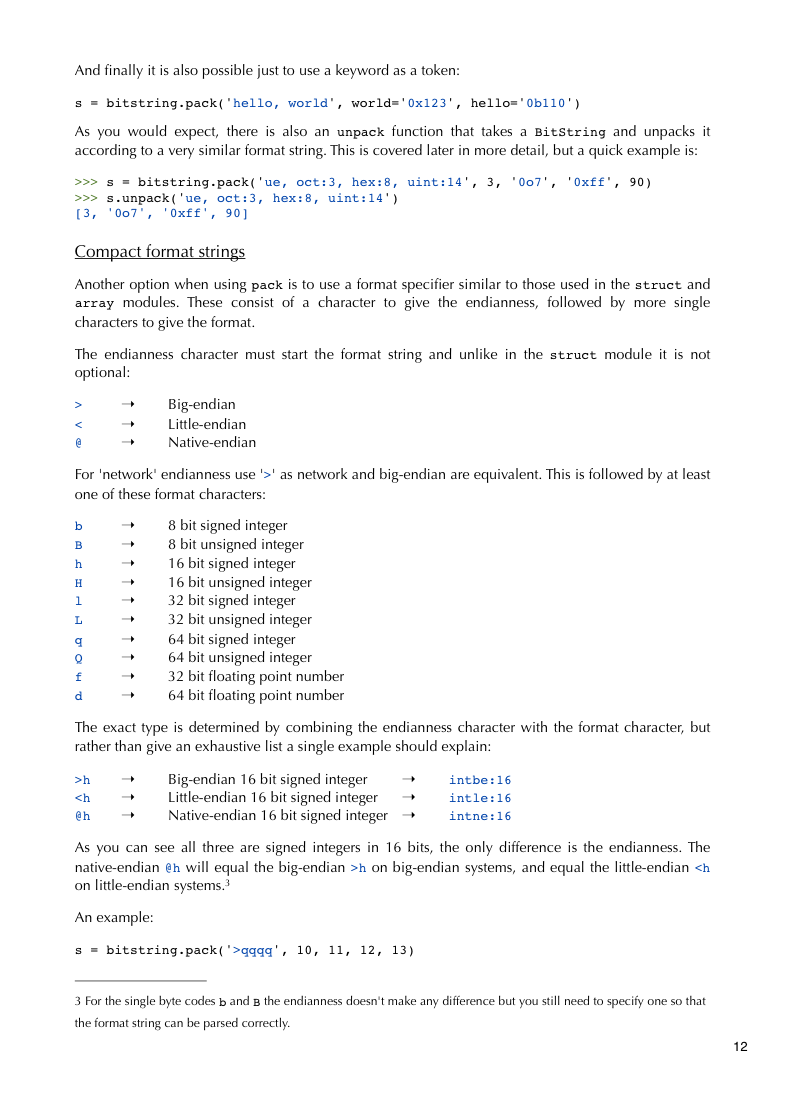 And finally it is also possible just to use a keyword as a token:
s = bitstring.pack('hello, world', world='0x123', hello='0b110')
As you would expect, there is also an unpack function that takes a BitString and unpacks it
according to a very similar format string. This is covered later in more detail, but a quick example is:
>>> s = bitstring.pack('ue, oct:3, hex:8, uint:14', 3, '0o7', '0xff', 90)
>>> s.unpack('ue, oct:3, hex:8, uint:14')
[3, '0o7', '0xff', 90]
Compact format strings
Another option when using pack is to use a format specifier similar to those used in the struct and
array modules. These consist of a character to give the endianness, followed by more single
characters to give the format.
The endianness character must start the format string and unlike in the struct module it is not
optional:
> → Big-endian
< → Little-endian
@ → Native-endian
For 'network' endianness use '>' as network and big-endian are equivalent. This is followed by at least
one of these format characters:
b → 8 bit signed integer
B → 8 bit unsigned integer
h → 16 bit signed integer
H → 16 bit unsigned integer
l → 32 bit signed integer
L → 32 bit unsigned integer
q → 64 bit signed integer
Q → 64 bit unsigned integer
f → 32 bit floating point number
d → 64 bit floating point number
The exact type is determined by combining the endianness character with the format character, but
rather than give an exhaustive list a single example should explain:
>h → Big-endian 16 bit signed integer → intbe:16
<h → Little-endian 16 bit signed integer → intle:16
@h → Native-endian 16 bit signed integer → intne:16
As you can see all three are signed integers in 16 bits, the only difference is the endianness. The
native-endian @h will equal the big-endian >h on big-endian systems, and equal the little-endian <h
on little-endian systems.3
An example:
s = bitstring.pack('>qqqq', 10, 11, 12, 13)
3 For the single byte codes b and B the endianness doesn't make any difference but you still need to specify one so that
the format string can be parsed correctly.
12